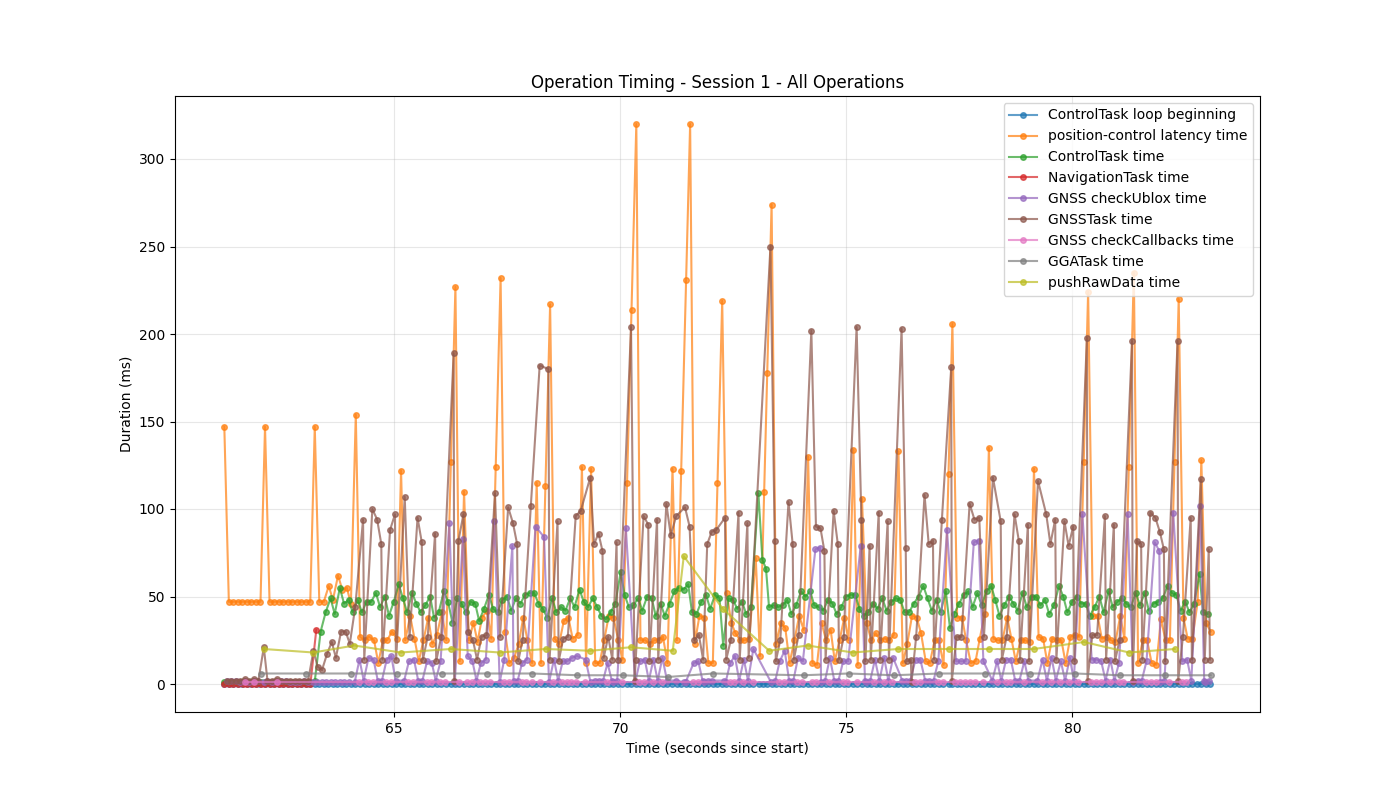 Operation Timing - Session 1 - All Operations
ControlTask loop beginning
position-control latency time
ControlTask time
NavigationTask time
GNSS checkUblox time
GNSSTask time
GNSS checkCallbacks time
GGATask time
pushRawData time
300
250
200
150
100
50
0
Duration (ms)
65
70
75
80
Time (seconds since start)